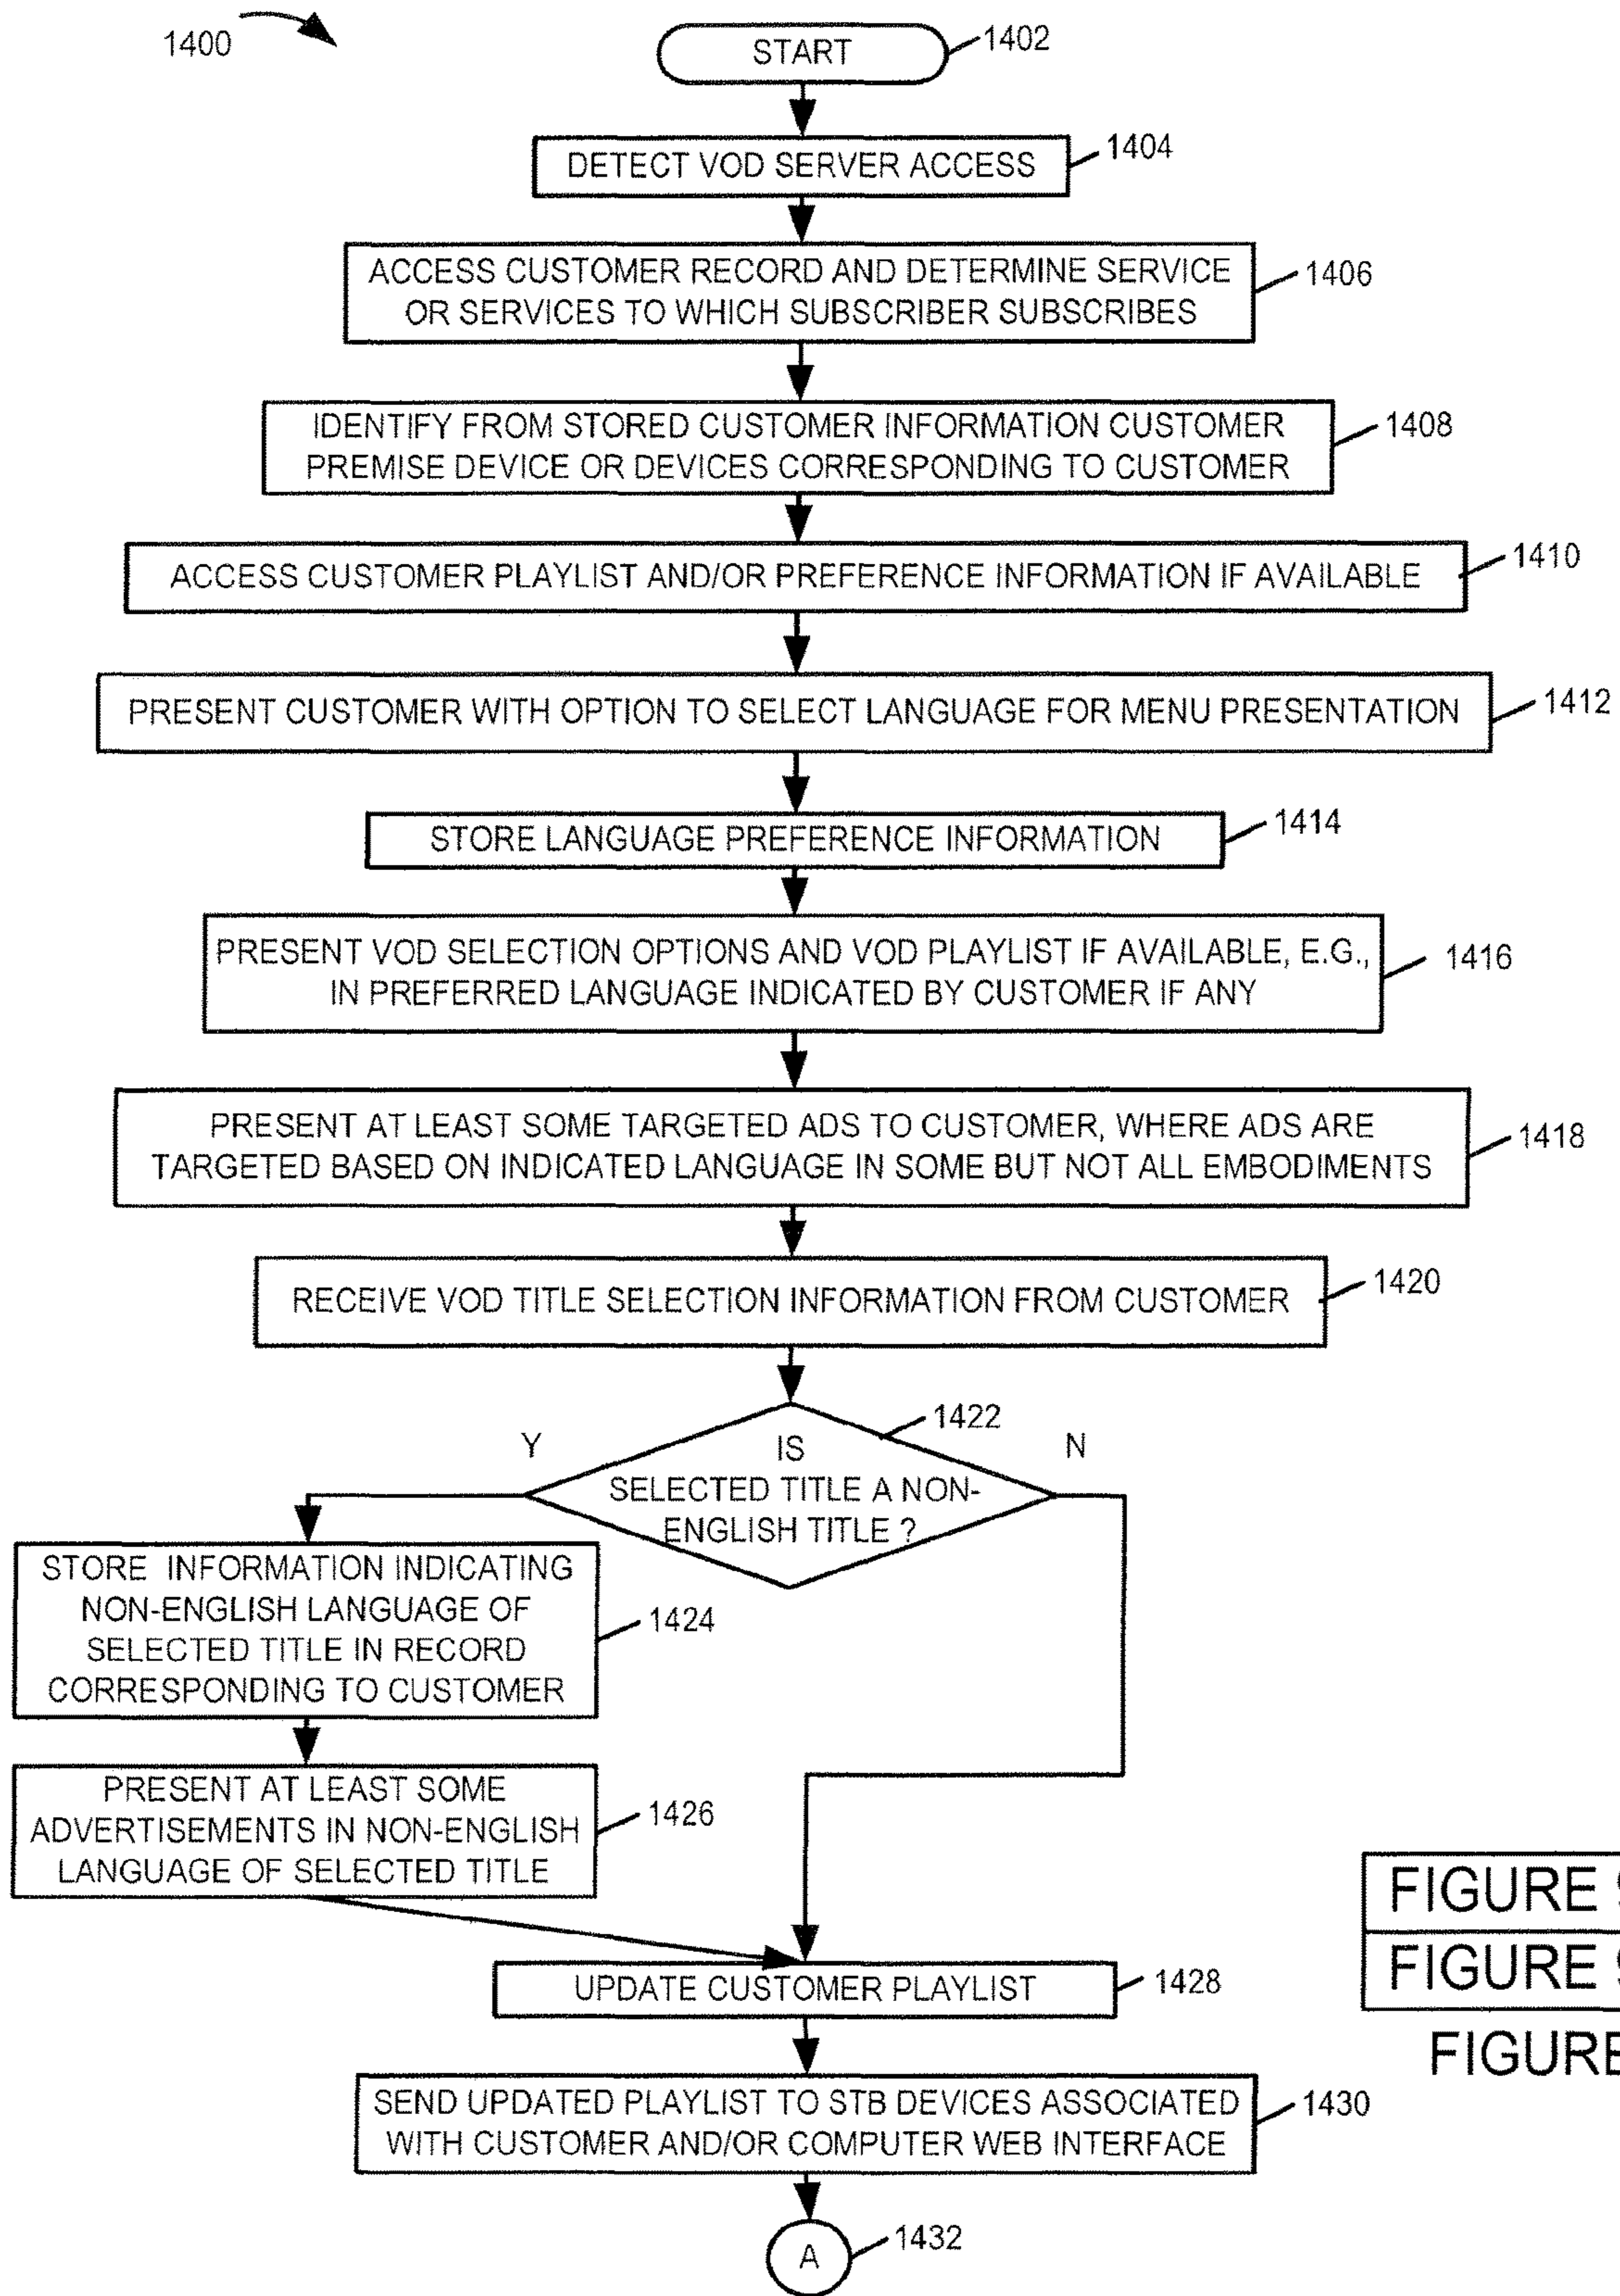 1400
START
1402
DETECT VOD SERVER ACCESS
1404
ACCESS CUSTOMER RECORD AND DETERMINE SERVICE
OR SERVICES TO WHICH SUBSCRIBER SUBSCRIBES
1406
IDENTIFY FROM STORED CUSTOMER INFORMATION CUSTOMER
PREMISE DEVICE OR DEVICES CORRESPONDING TO CUSTOMER
1408
ACCESS CUSTOMER PLAYLIST AND/OR PREFERENCE INFORMATION IF AVAILABLE
1410
PRESENT CUSTOMER WITH OPTION TO SELECT LANGUAGE FOR MENU PRESENTATION
1412
STORE LANGUAGE PREFERENCE INFORMATION
1414
PRESENT VOD SELECTION OPTIONS AND VOD PLAYLIST IF AVAILABLE, E.G.,
IN PREFERRED LANGUAGE INDICATED BY CUSTOMER IF ANY
1416
PRESENT AT LEAST SOME TARGETED ADS TO CUSTOMER, WHERE ADS ARE
TARGETED BASED ON INDICATED LANGUAGE IN SOME BUT NOT ALL EMBODIMENTS
1418
RECEIVE VOD TITLE SELECTION INFORMATION FROM CUSTOMER
1420
1422
Y
N
IS
SELECTED TITLE A NON-
ENGLISH TITLE ?
STORE INFORMATION INDICATING
NON-ENGLISH LANGUAGE OF
SELECTED TITLE IN RECORD
CORRESPONDING TO CUSTOMER
1424
PRESENT AT LEAST SOME
ADVERTISEMENTS IN NON-ENGLISH
LANGUAGE OF SELECTED TITLE
1426
FIGURE
FIGURE
FIGURE
UPDATE CUSTOMER PLAYLIST
1428
SEND UPDATED PLAYLIST TO STB DEVICES ASSOCIATED
WITH CUSTOMER AND/OR COMPUTER WEB INTERFACE
1430
A
1432